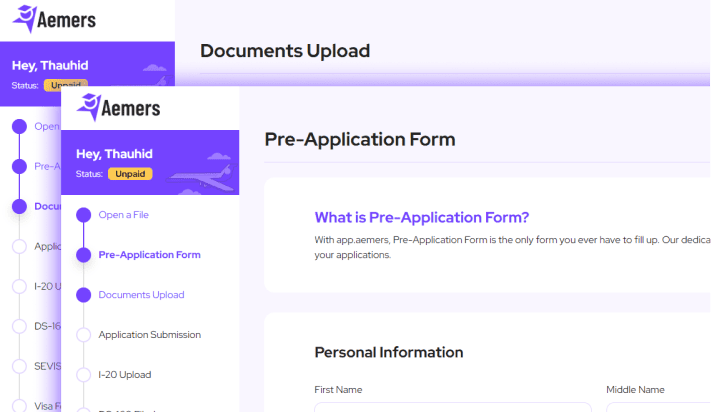 Aemers
Hey, Thauhid
Status: Unpaid
Open
Pre-A
Docu
Applic
I-20 U
DS-16
SEVIS
Visa F
Documents Upload
Aemers
Hey, Thauhid
Status: Unpaid
Open a File
Pre-Application Form
Documents Upload
Application Submission
I-20 Upload
Pre-Application Form
What is Pre-Application Form?
With app.aemers, Pre-Application Form is the only form you ever have to fill up. Our dedica
your applications.
Personal Information
First Name
Middle Name